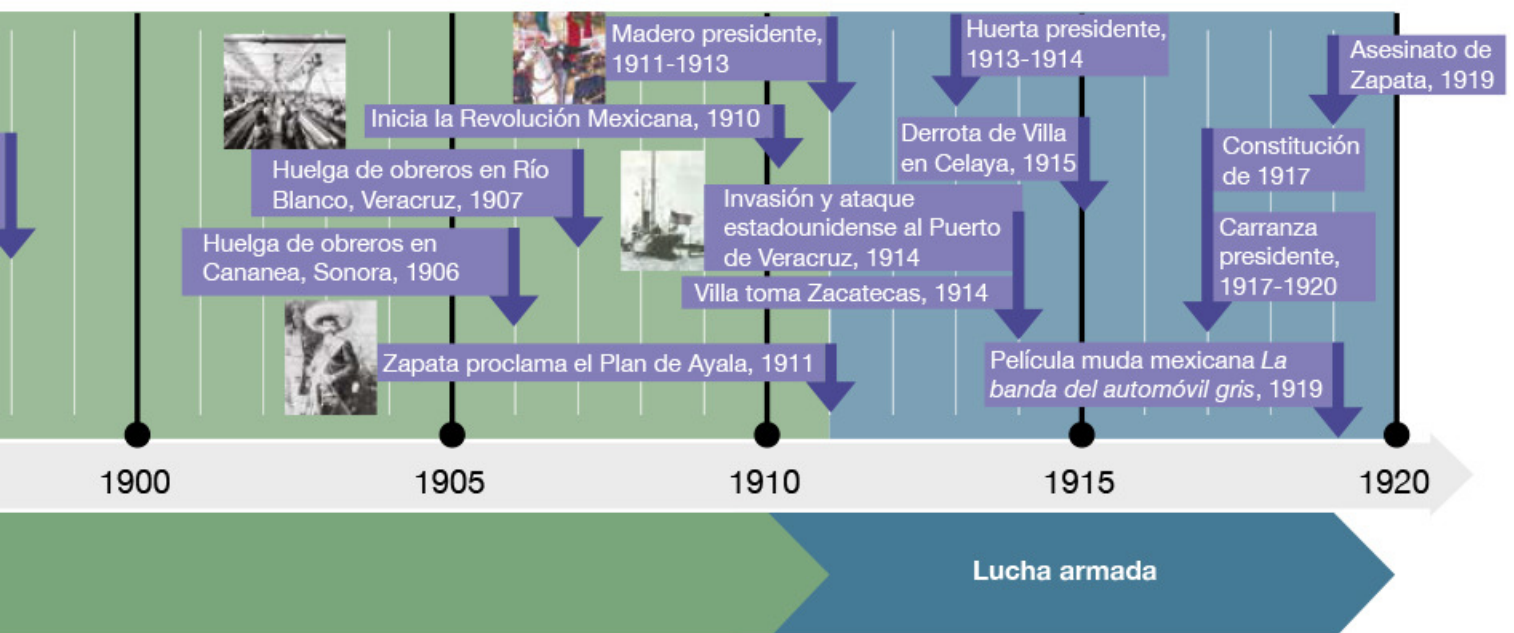 Madero presidente,
1911-1913
Huerta presidente,
1913-1914
Asesinato de
Zapata, 1919
Inicia la Revolución Mexicana, 1910
Derrota de Villa
en Celaya, 1915
Constitución
de 1917
Huelga de obreros en Río
Blanco, Veracruz, 1907
Invasión y ataque
estadounidense al Puerto
de Veracruz, 1914
Carranza
presidente,
1917-1920
Huelga de obreros en
Cananea, Sonora, 1906
Villa toma Zacatecas, 1914
Zapata proclama el Plan de Ayala, 1911
Película muda mexicana La
banda del automóvil gris, 1919
1900
1905
1910
1915
1920
Lucha armada